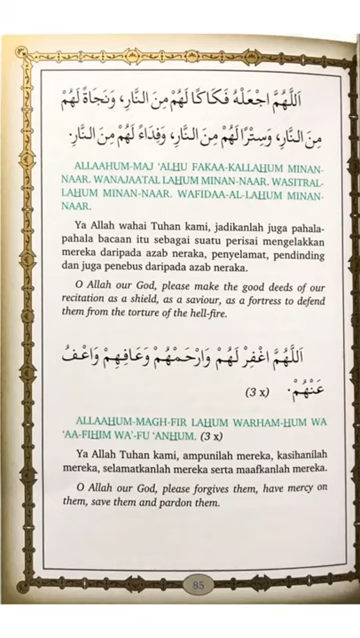 اَللّٰهُمَّ اجْعَلْهُ فَكَاكًا لَهُمْ مِنَ النَّارِ، وَنَجَاةً لَهُمْ
مِنَ النَّارِ، وَسِتْرًا لَهُمْ مِنَ النَّارِ، وَفِدَاءً لَهُمْ مِنَ النَّارِ.
ALLAAHUM-MAJ 'ALHU FAKAA-KALLAHUM MINAN-
NAAR. WANAJAATAL LAHUM MINAN-NAAR. WASITRAL-
LAHUM MINAN-NAAR. WAFIDAA-AL-LAHUM MINAN-
NAAR.
Ya Allah wahai Tuhan kami, jadikanlah juga pahala-
pahala bacaan itu sebagai suatu perisai mengelakkan
mereka daripada azab neraka, penyelamat, pendinding
dan juga penebus daripada azab neraka.
O Allah our God, please make the good deeds of our
recitation as a shield, as a saviour, as a fortress to defend
them from the torture of the hell-fire.
اَللّٰهُمَّ اغْفِرْ لَهُمْ وَارْحَمْهُمْ وَعَافِهِمْ وَاعْفُ
عَنْهُمْ. (3 x)
ALLAAHUM-MAGH-FIR LAHUM WARHAM-HUM WA
'AA-FIHIM WA'-FU 'ANHUM. (3 x)
Ya Allah Tuhan kami, ampunilah mereka, kasihanilah
mereka, selamatkanlah mereka serta maafkanlah mereka.
O Allah our God, please forgives them, have mercy on
them, save them and pardon them.
85